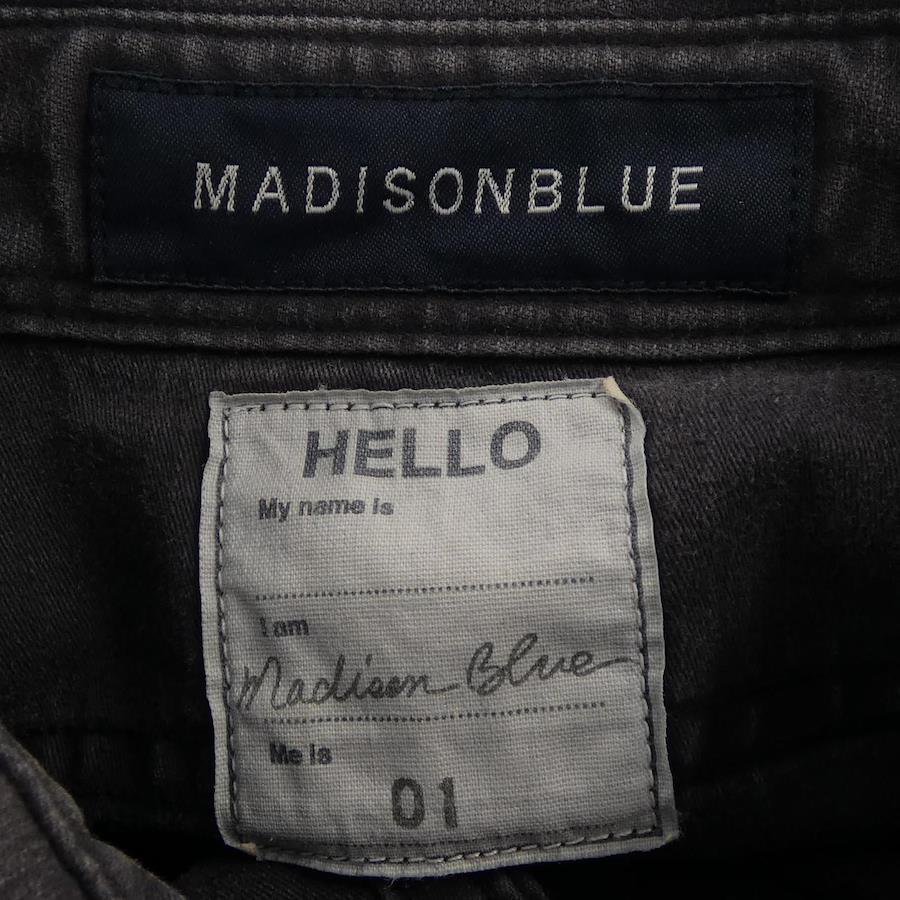 MADISONBLUE
HELLO
My name is
I am
Madison Blue
Me is
01